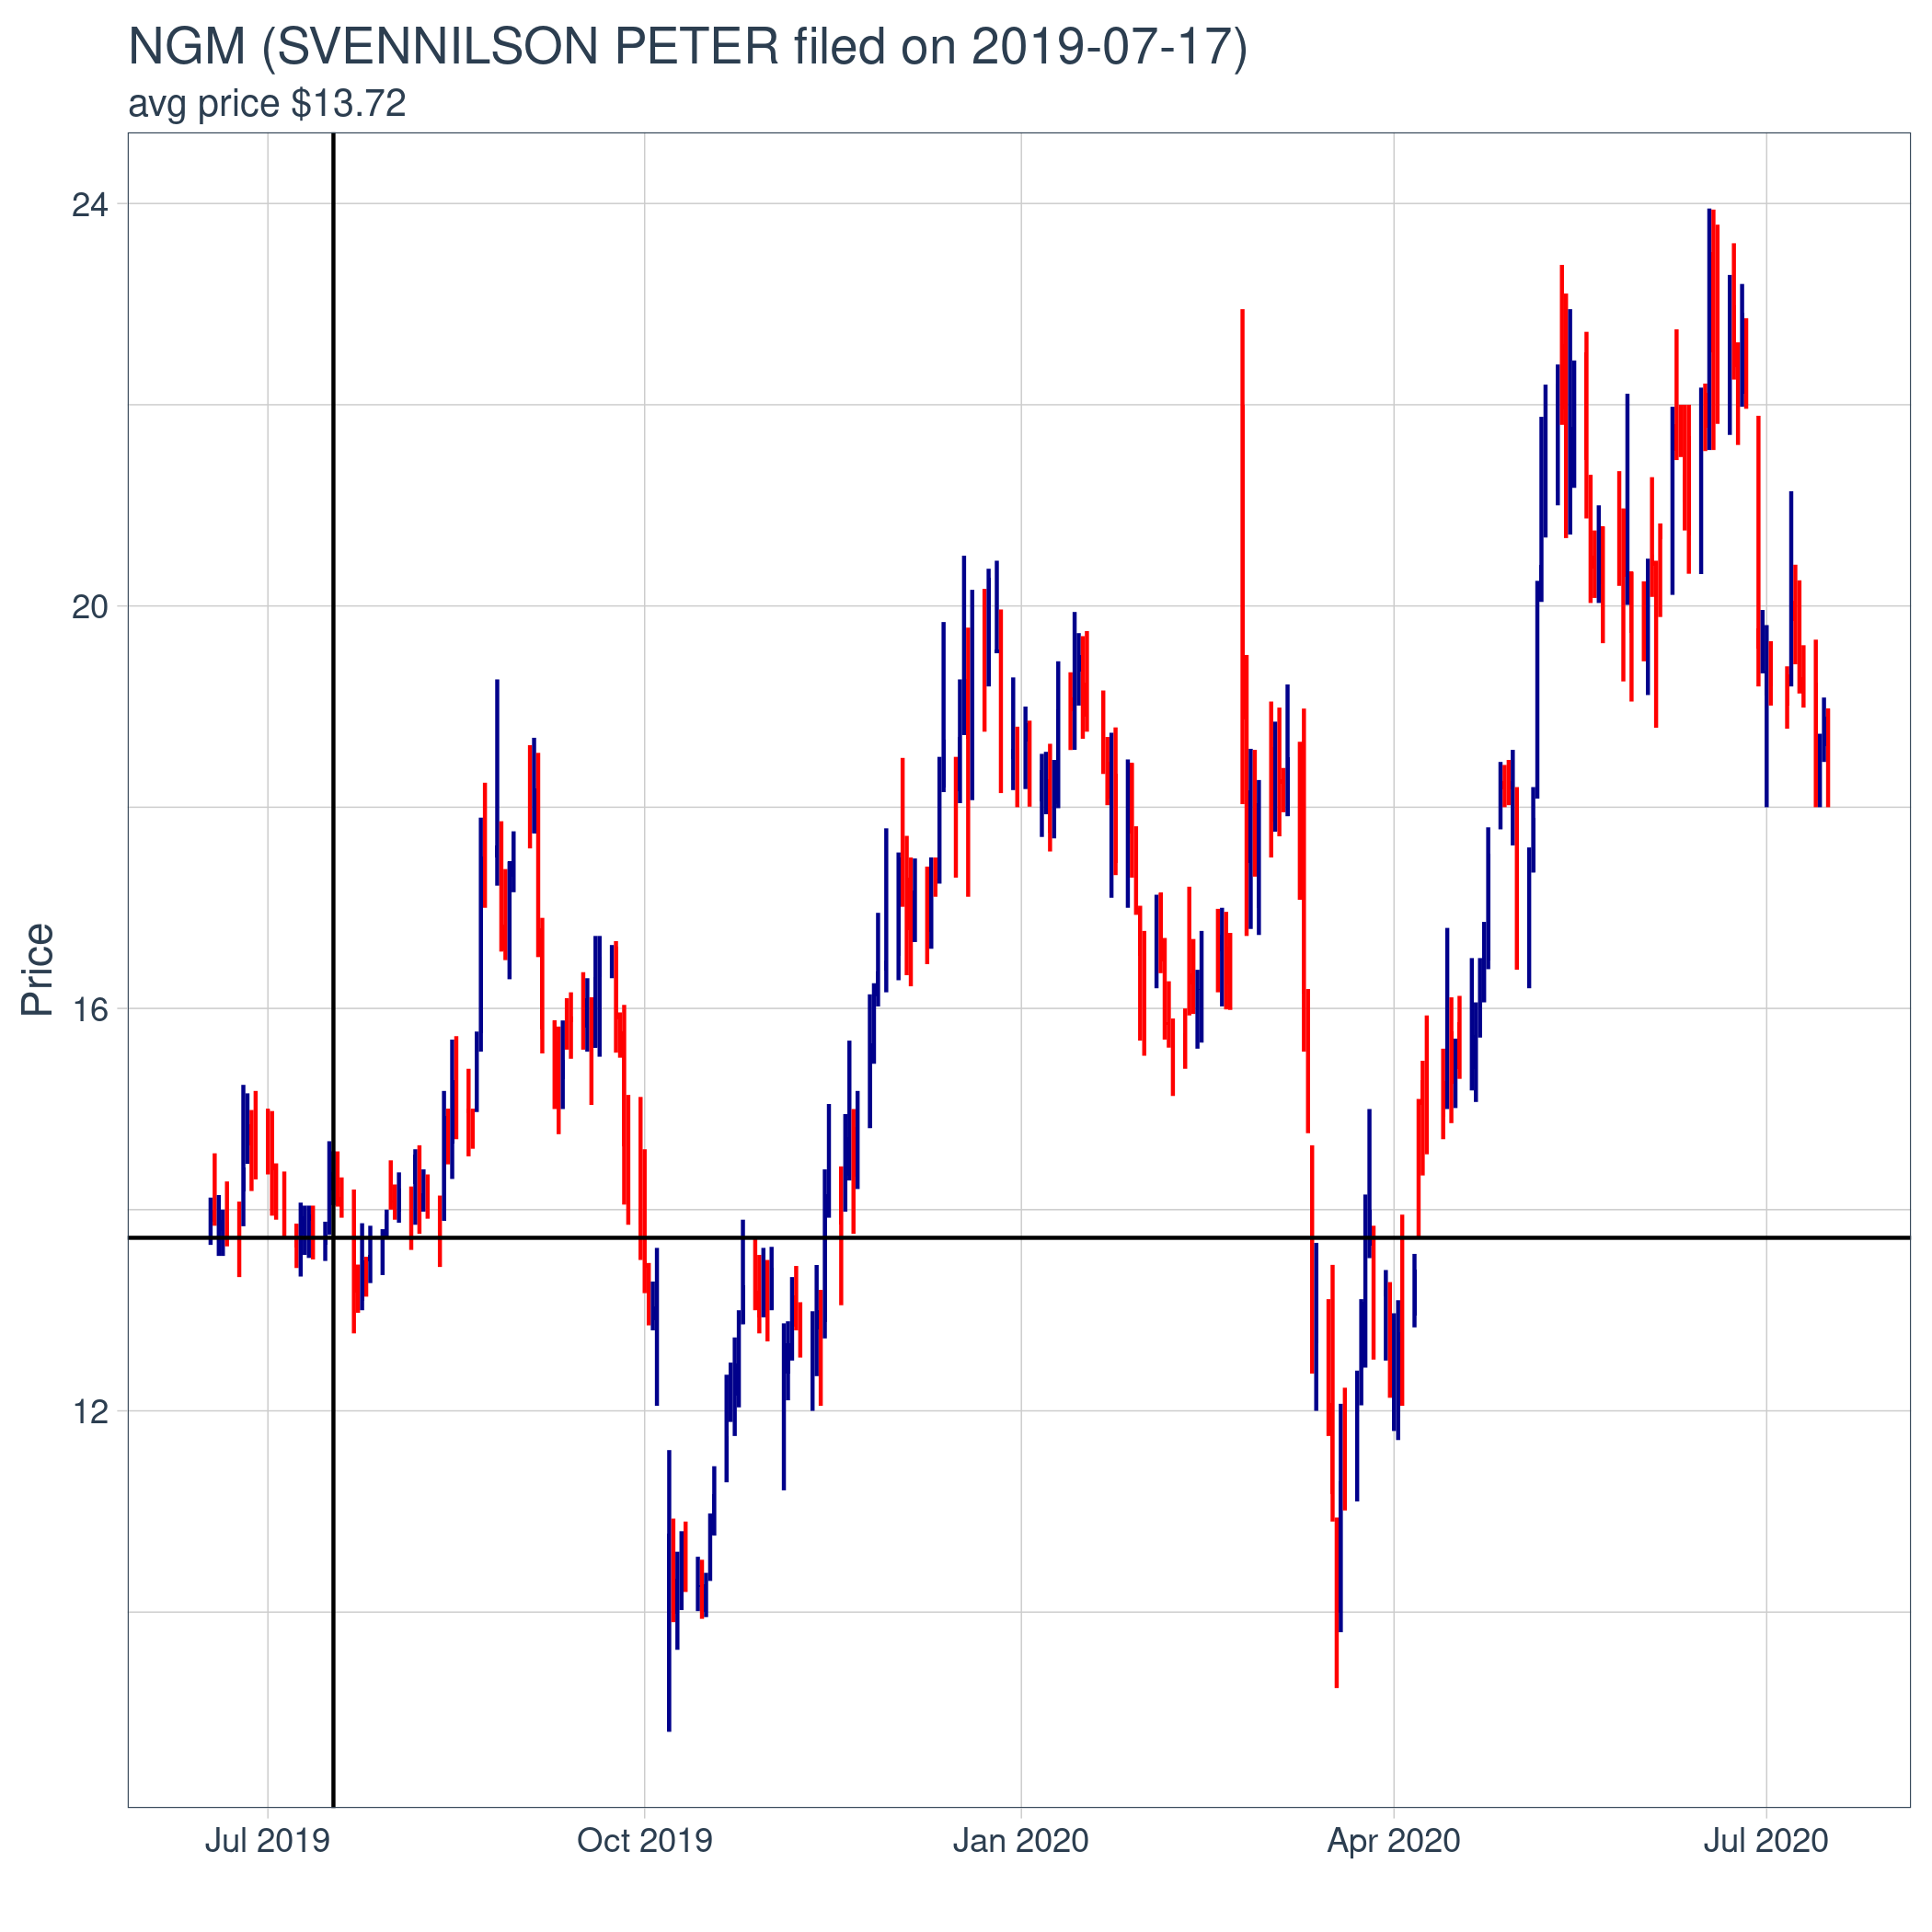 NGM (SVENNILSON PETER filed on 2019-07-17)
avg price $13.72
24
20
16
12
Price
Jul 2019
Oct 2019
Jan 2020
Apr 2020
Jul 2020